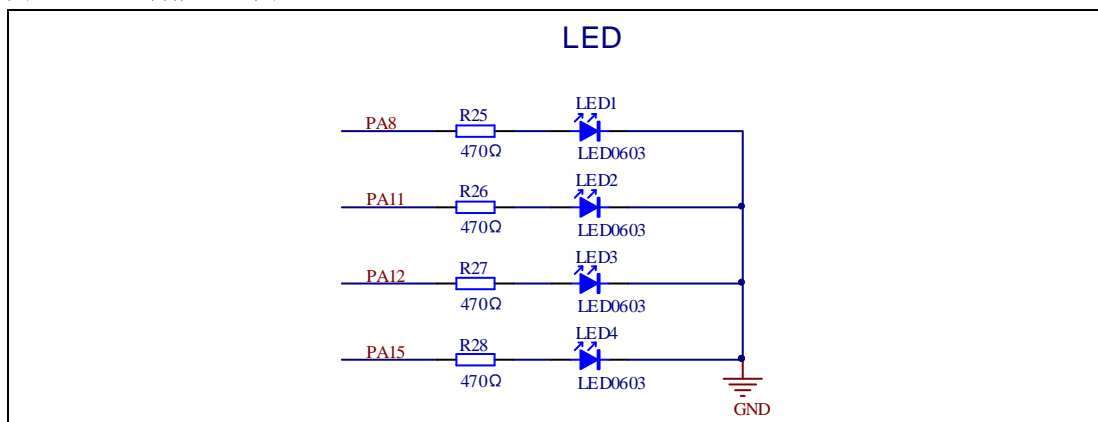 LED
LED1
R25
PA8
470Ω
LED0603
LED2
R26
PA11
470Ω
LED0603
LED3
R27
PA12
470Ω
LED0603
LED4
R28
PA15
470Ω
LED0603
GND